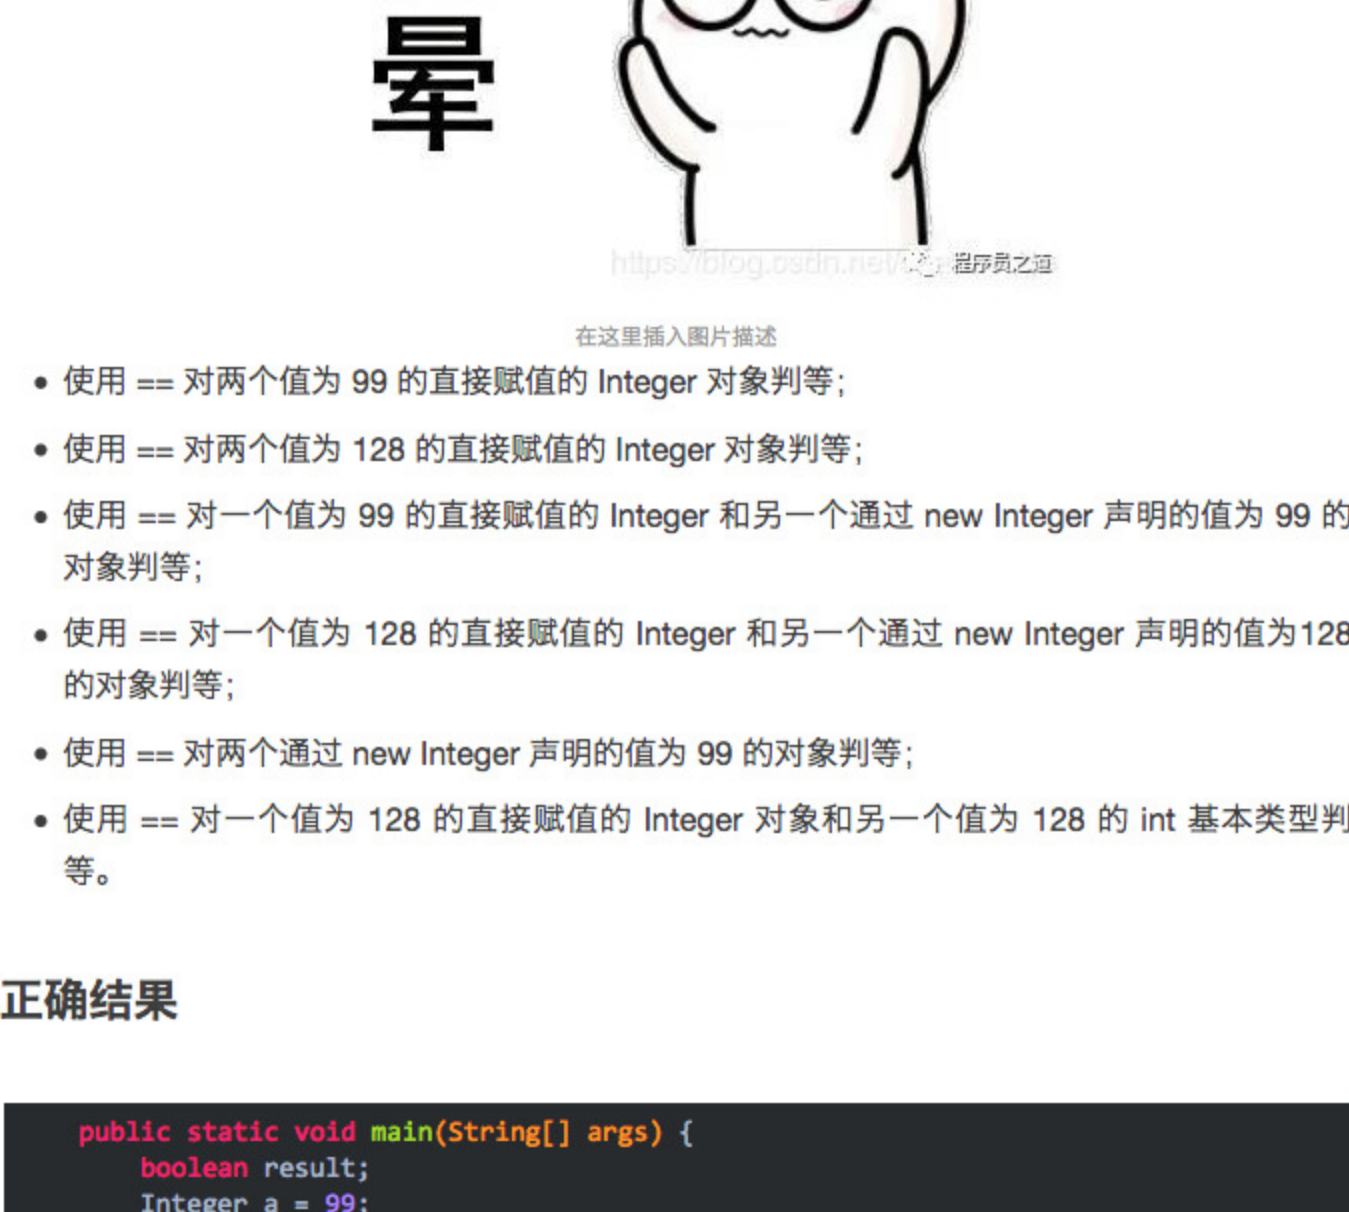 晕
https://blog.csdn.net/
程序员之道
在这里插入图片描述
• 使用 == 对两个值为 99 的直接赋值的 Integer 对象判等；
• 使用 == 对两个值为 128 的直接赋值的 Integer 对象判等；
• 使用 == 对一个值为 99 的直接赋值的 Integer 和另一个通过 new Integer 声明的值为 99 的
对象判等；
• 使用 == 对一个值为 128 的直接赋值的 Integer 和另一个通过 new Integer 声明的值为128
的对象判等；
• 使用 == 对两个通过 new Integer 声明的值为 99 的对象判等；
• 使用 == 对一个值为 128 的直接赋值的 Integer 对象和另一个值为 128 的 int 基本类型判
等。
正确结果
public static void main(String[] args) {
boolean result;
Integer a = 99;